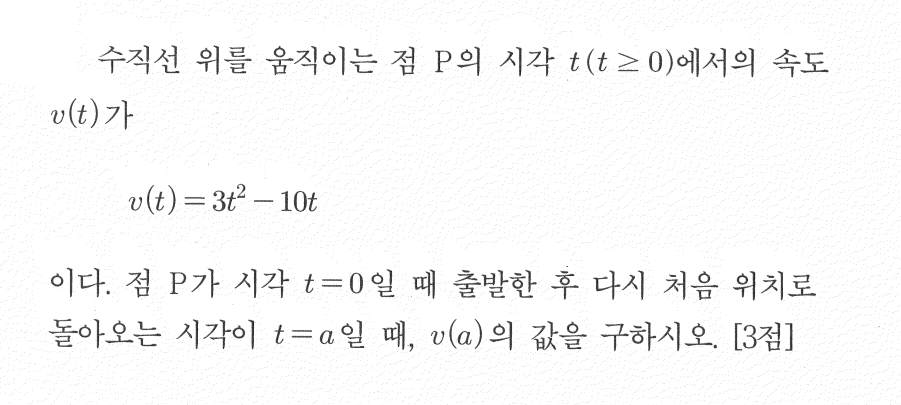 수직선 위를 움직이는 점 P의 시각 t(t ≥ 0)에서의 속도
v(t)가
v(t) = 3t² − 10t
이다. 점 P가 시각 t=0일 때 출발한 후 다시 처음 위치로
돌아오는 시각이 t=a일 때, v(a)의 값을 구하시오. [3점]